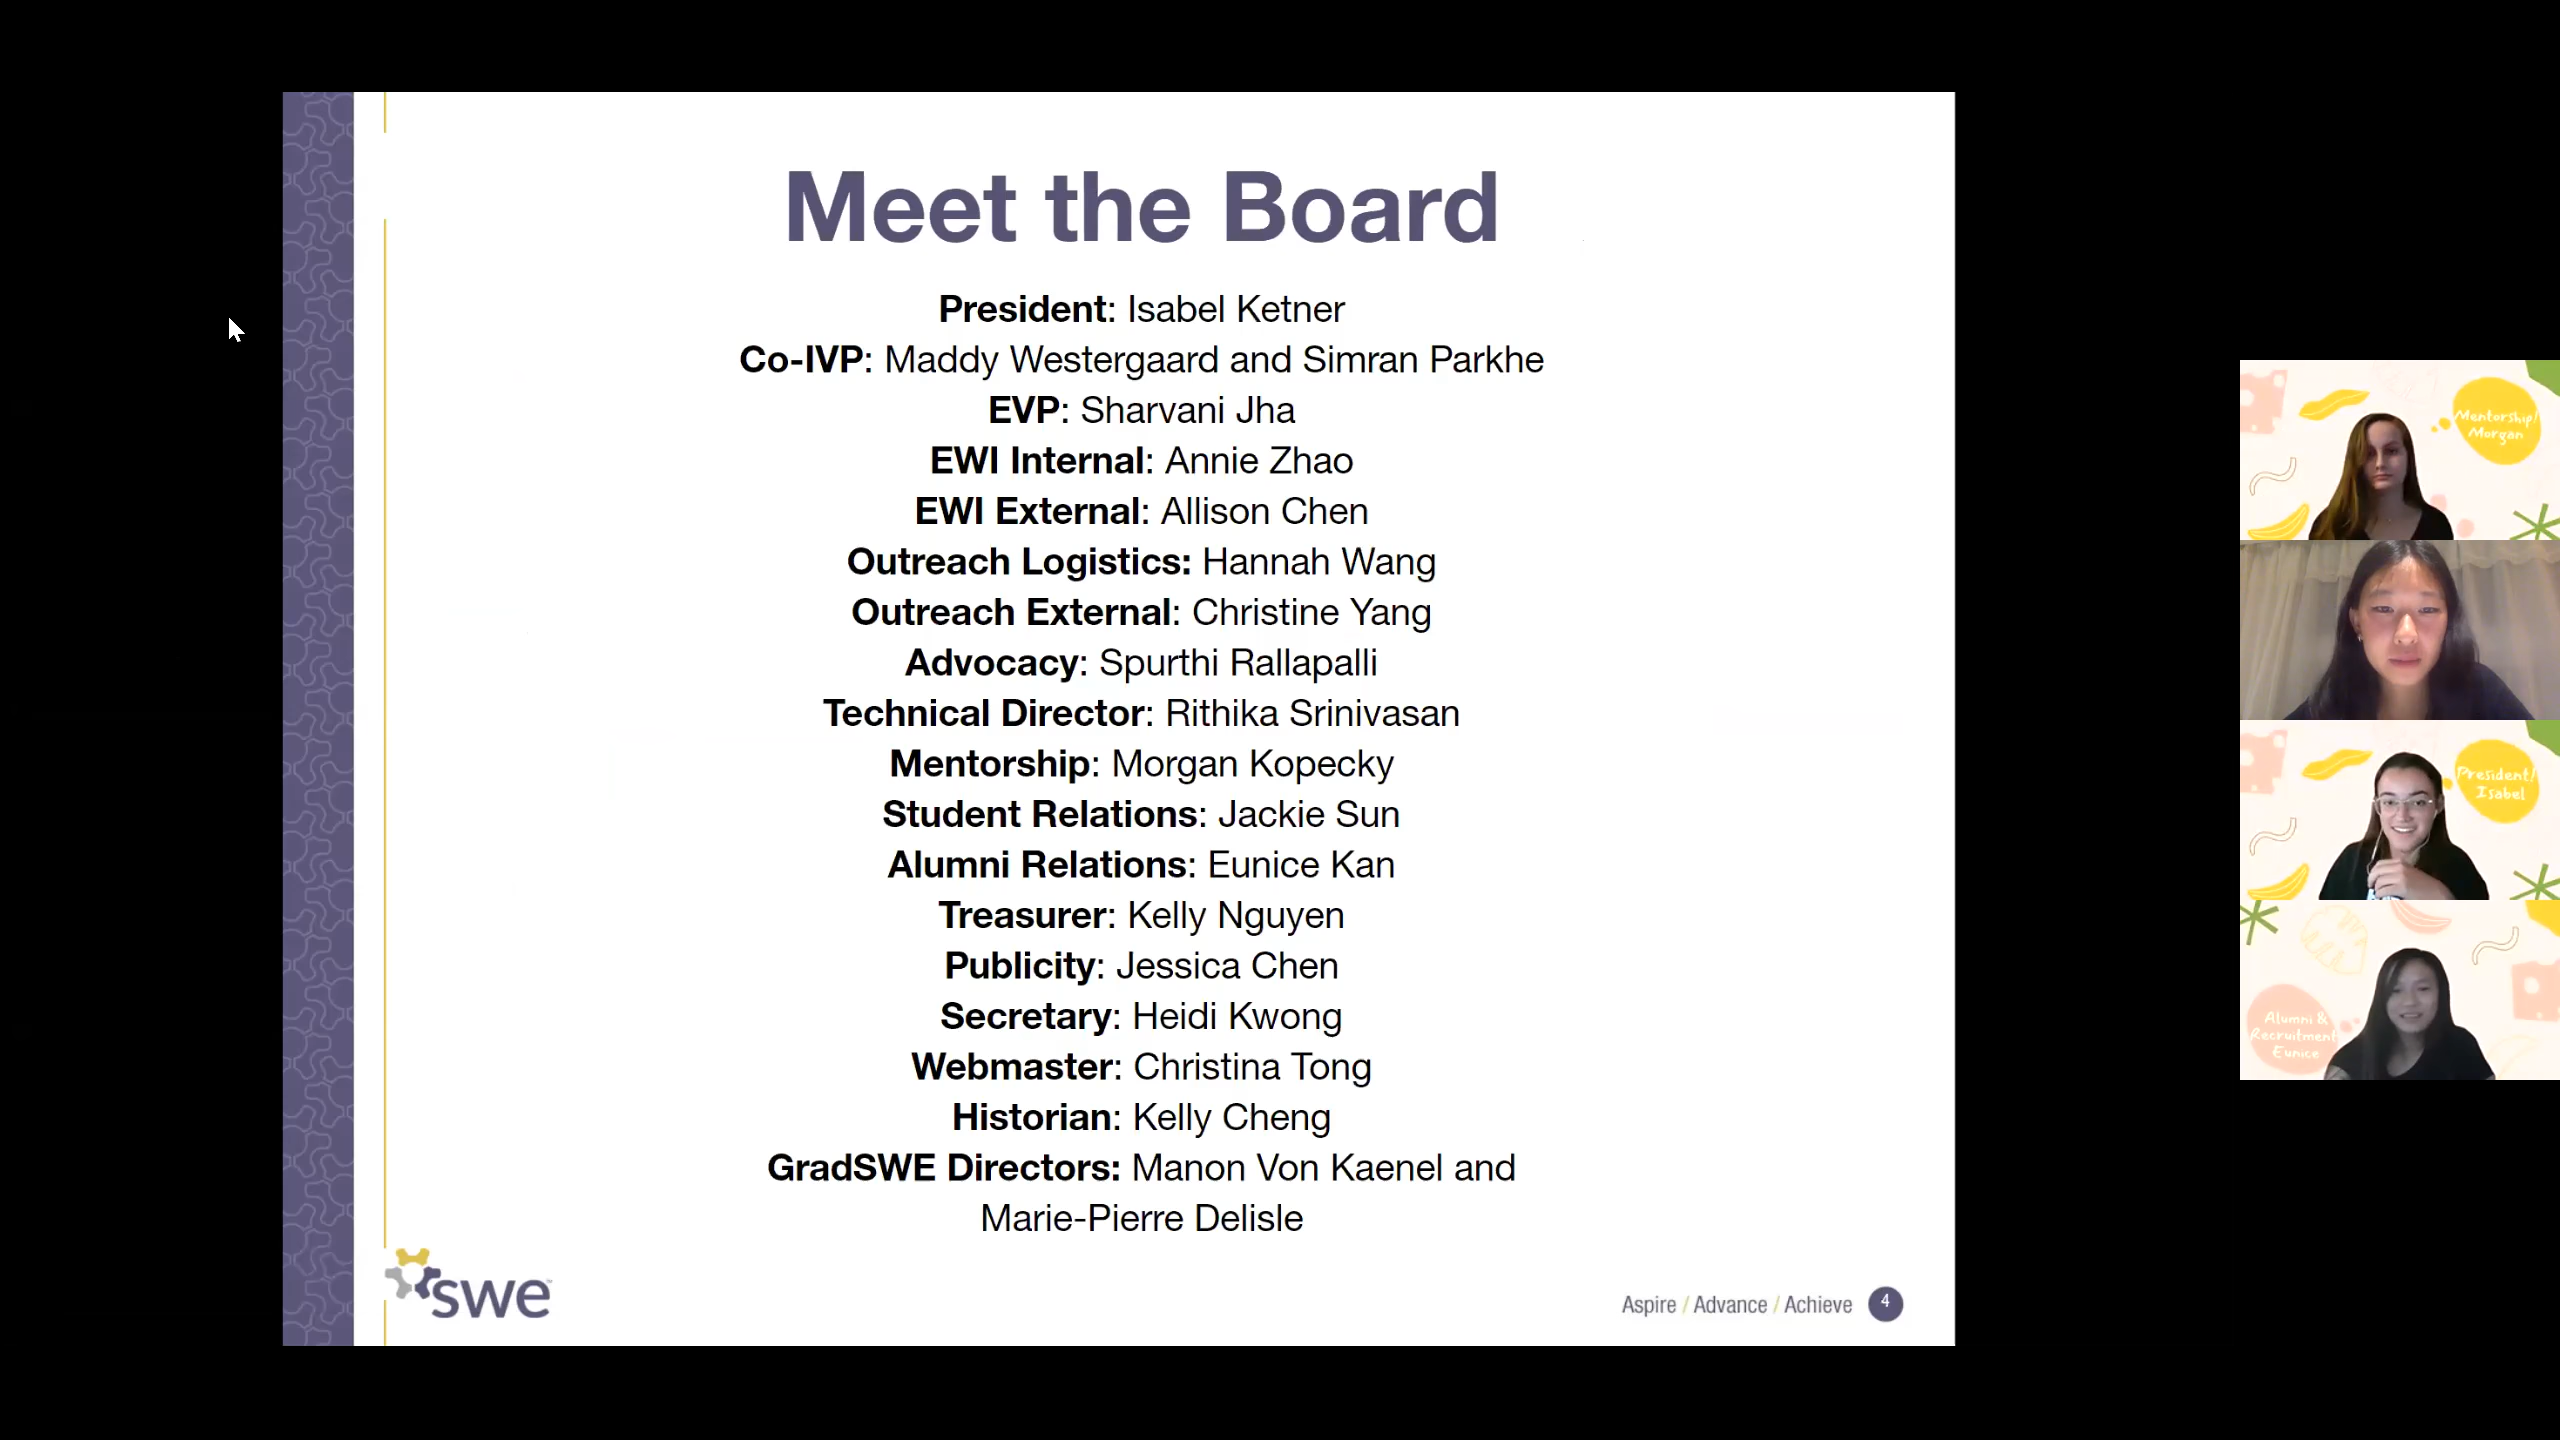 Meet the Board
President: Isabel Ketner
Co-IVP: Maddy Westergaard and Simran Parkhe
EVP: Sharvani Jha
EWI Internal: Annie Zhao
EWI External: Allison Chen
Outreach Logistics: Hannah Wang
Outreach External: Christine Yang
Advocacy: Spurthi Rallapalli
Technical Director: Rithika Srinivasan
Mentorship: Morgan Kopecky
Student Relations: Jackie Sun
Alumni Relations: Eunice Kan
Treasurer: Kelly Nguyen
Publicity: Jessica Chen
Secretary: Heidi Kwong
Webmaster: Christina Tong
Historian: Kelly Cheng
GradSWE Directors: Manon Von Kaenel and
Marie-Pierre Delisle
swe
Aspire / Advance / Achieve 4
Mentorship!
Morgan
President!
Isabel
Alumni &
Recruitment
Eunice